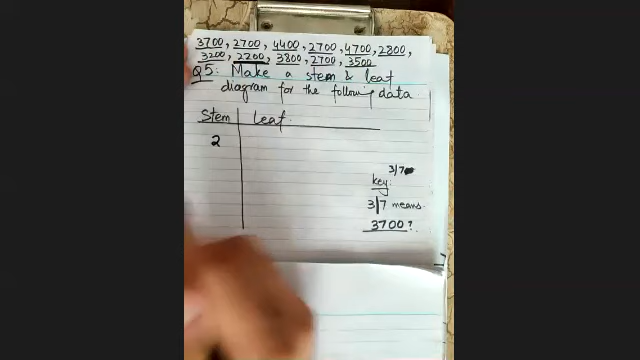 3700, 2700, 4400, 2700, 4700, 2800,
3200, 2200, 3800, 2700, 3500
Q5: Make a stem & leaf
diagram for the following data
Stem | Leaf
2
3/7
key:
3|7 means
3700?